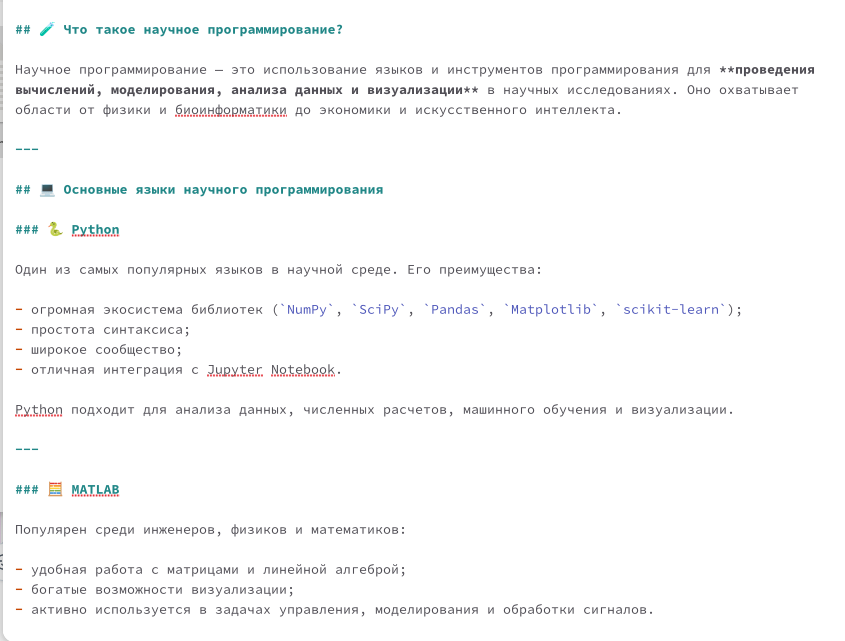 ## 🧪 Что такое научное программирование?
Научное программирование — это использование языков и инструментов программирования для **проведения
вычислений, моделирования, анализа данных и визуализации** в научных исследованиях. Оно охватывает
области от физики и биоинформатики до экономики и искусственного интеллекта.
---
## 💻 Основные языки научного программирования
### 🐍 Python
Один из самых популярных языков в научной среде. Его преимущества:
- огромная экосистема библиотек (`NumPy`, `SciPy`, `Pandas`, `Matplotlib`, `scikit-learn`);
- простота синтаксиса;
- широкое сообщество;
- отличная интеграция с Jupyter Notebook.
Python подходит для анализа данных, численных расчетов, машинного обучения и визуализации.
---
### 🧮 MATLAB
Популярен среди инженеров, физиков и математиков:
- удобная работа с матрицами и линейной алгеброй;
- богатые возможности визуализации;
- активно используется в задачах управления, моделирования и обработки сигналов.